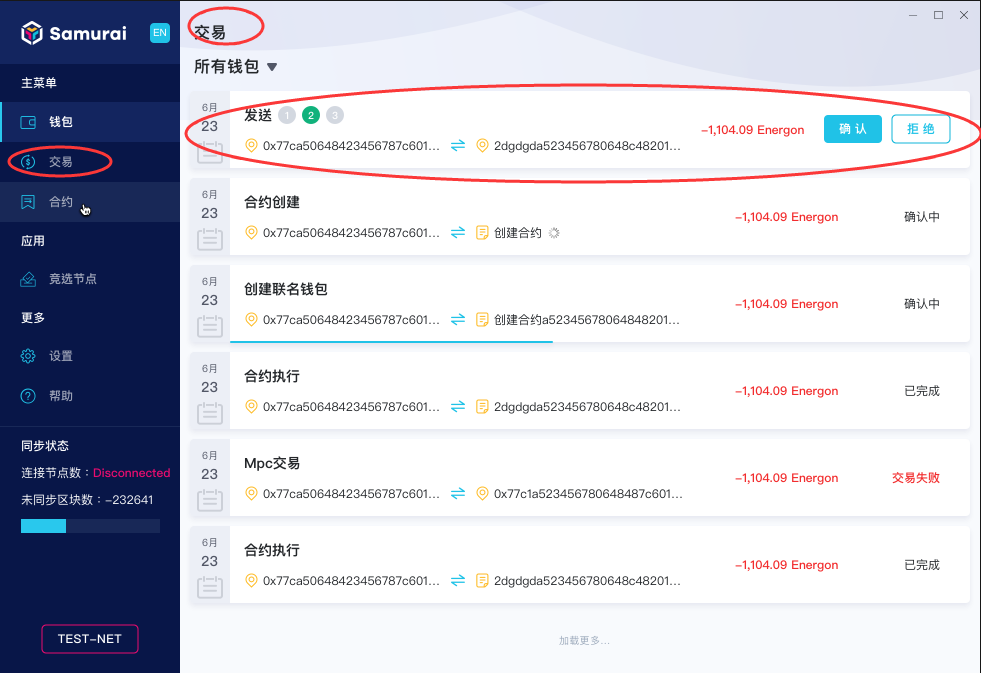 Samurai
EN
主菜单
钱包
交易
合约
应用
竞选节点
更多
设置
帮助
同步状态
连接节点数：Disconnected
未同步区块数：-232641
TEST-NET
交易
所有钱包
6月
23
发送 1 2 3
0x77ca50648423456787c601... 2dgdgda523456780648c48201...
-1,104.09 Energon
确 认
拒 绝
6月
23
合约创建
0x77ca50648423456787c601... 创建合约
-1,104.09 Energon
确认中
6月
23
创建联名钱包
0x77ca50648423456787c601... 创建合约a52345678064848201...
-1,104.09 Energon
确认中
6月
23
合约执行
0x77ca50648423456787c601... 2dgdgda523456780648c48201...
-1,104.09 Energon
已完成
6月
23
Mpc交易
0x77ca50648423456787c601... 0x77c1a523456780648487c601...
-1,104.09 Energon
交易失败
6月
23
合约执行
0x77ca50648423456787c601... 2dgdgda523456780648c48201...
-1,104.09 Energon
已完成
加载更多...